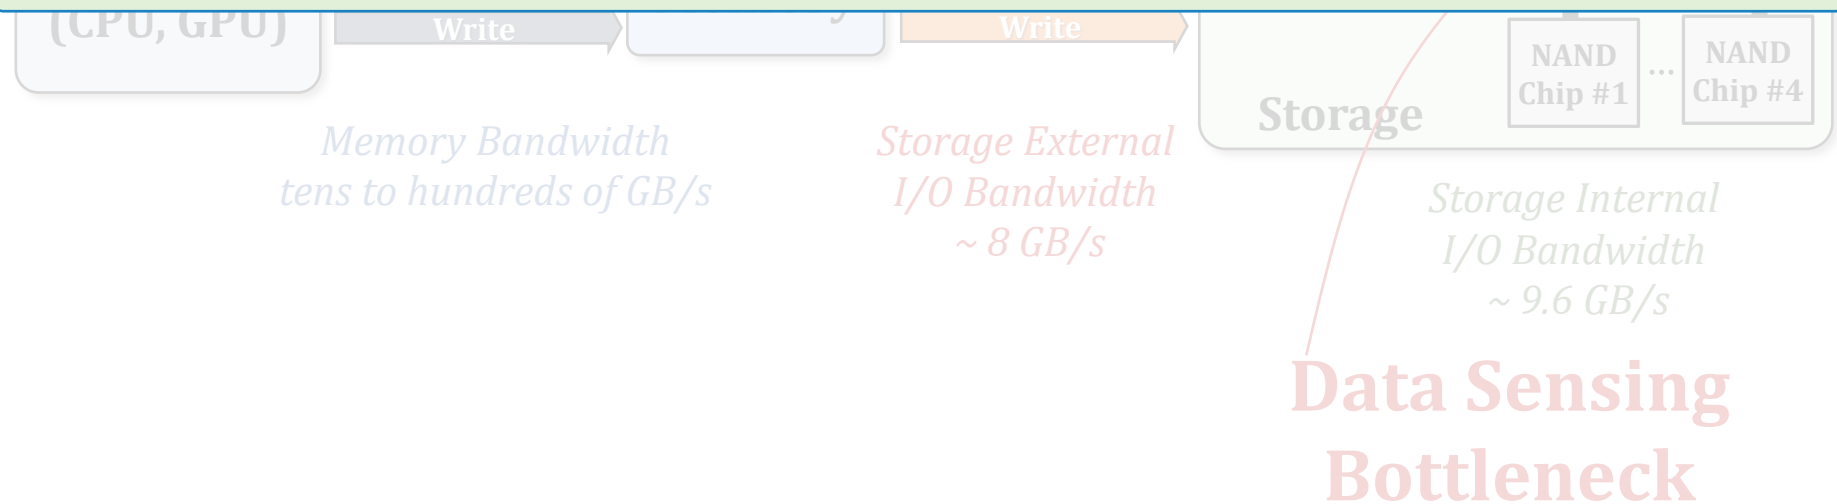 (CPU, GPU)
Write
Write
NAND
Chip #1
...
NAND
Chip #4
Storage
Memory Bandwidth
tens to hundreds of GB/s
Storage External
I/O Bandwidth
~ 8 GB/s
Storage Internal
I/O Bandwidth
~ 9.6 GB/s
Data Sensing
Bottleneck